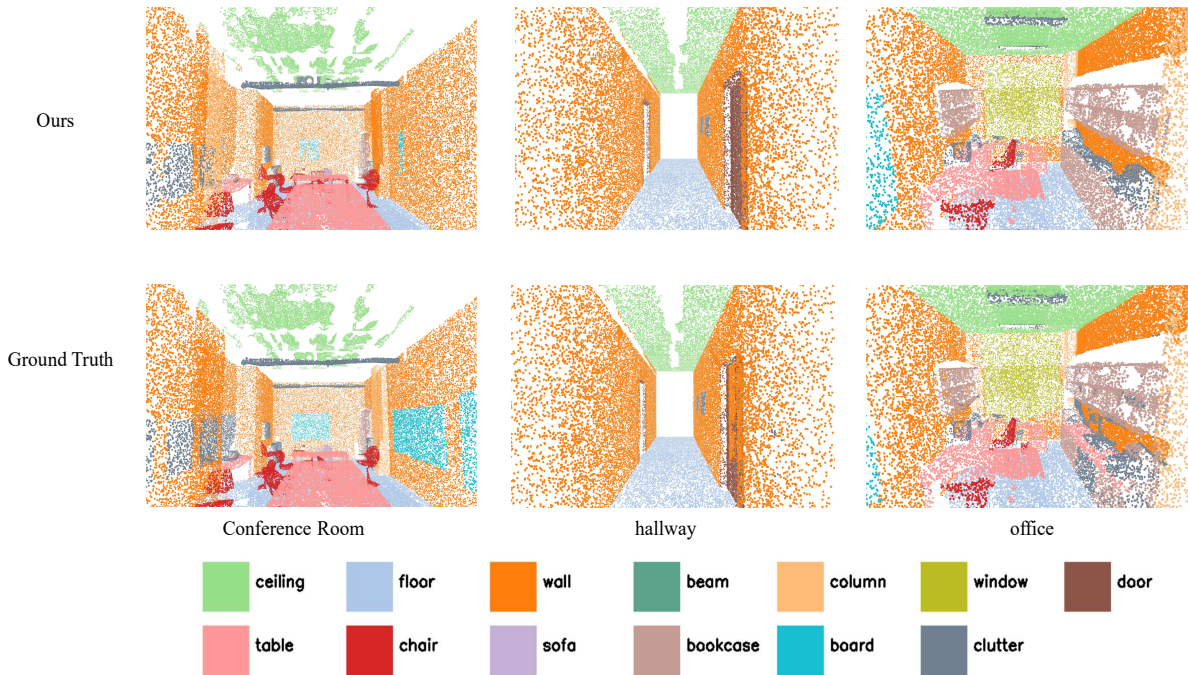 Ours
Ground Truth
Conference Room hallway office
ceiling floor wall beam column window door
table chair sofa bookcase board clutter